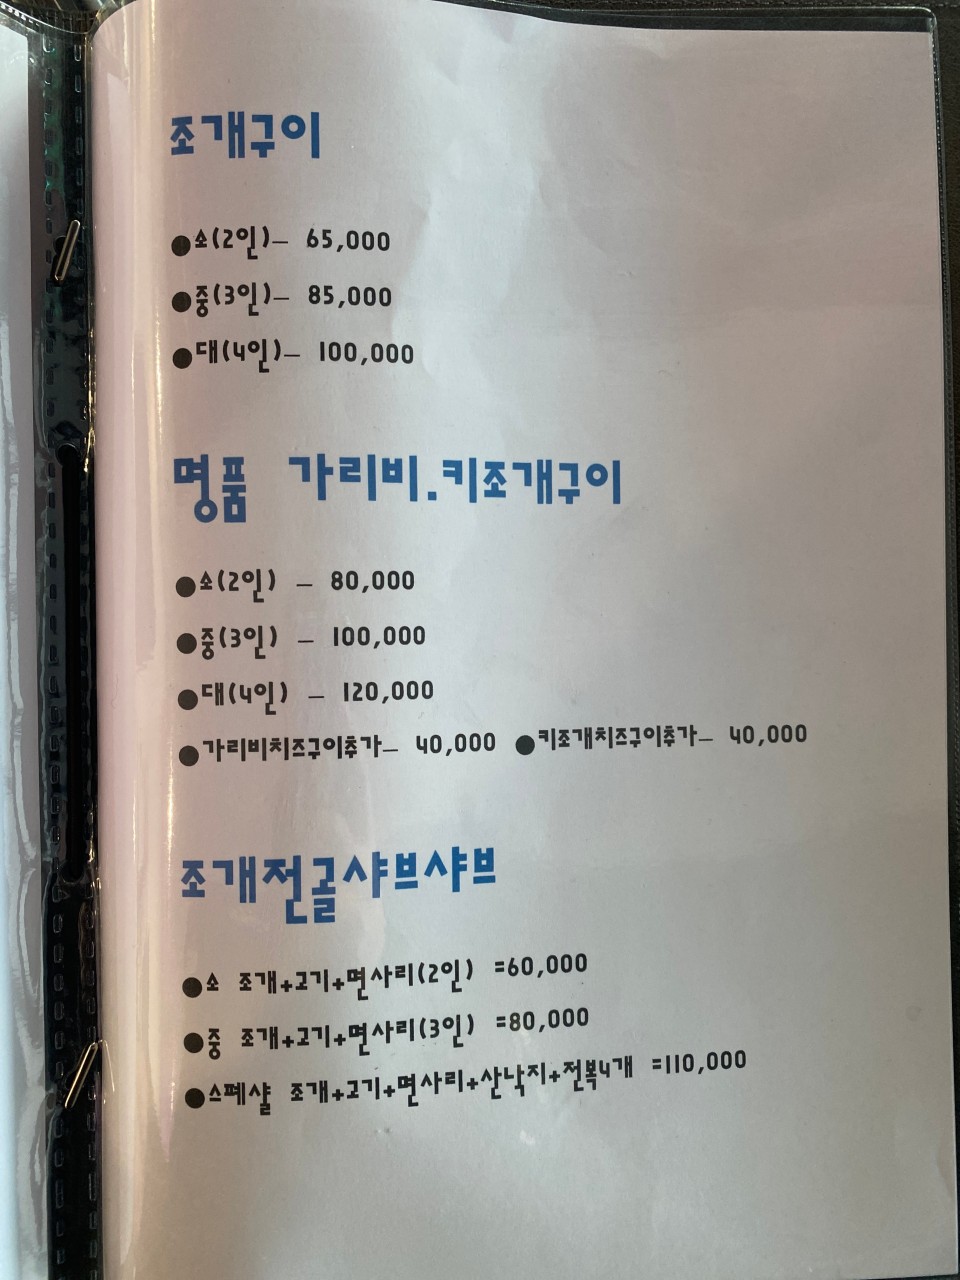 조개구이
●소(2인)— 65,000
●중(3인)— 85,000
●대(4인)— 100,000
명품 가리비.키조개구이
●소(2인) — 80,000
●중(3인) — 100,000
●대(4인) — 120,000
●가리비치즈구이추가— 40,000 ●키조개치즈구이추가— 40,000
조개전골샤브샤브
●소 조개+고기+면사리(2인) =60,000
●중 조개+고기+면사리(3인) =80,000
●스페샬 조개+고기+면사리+산낙지+전복4개 =110,000